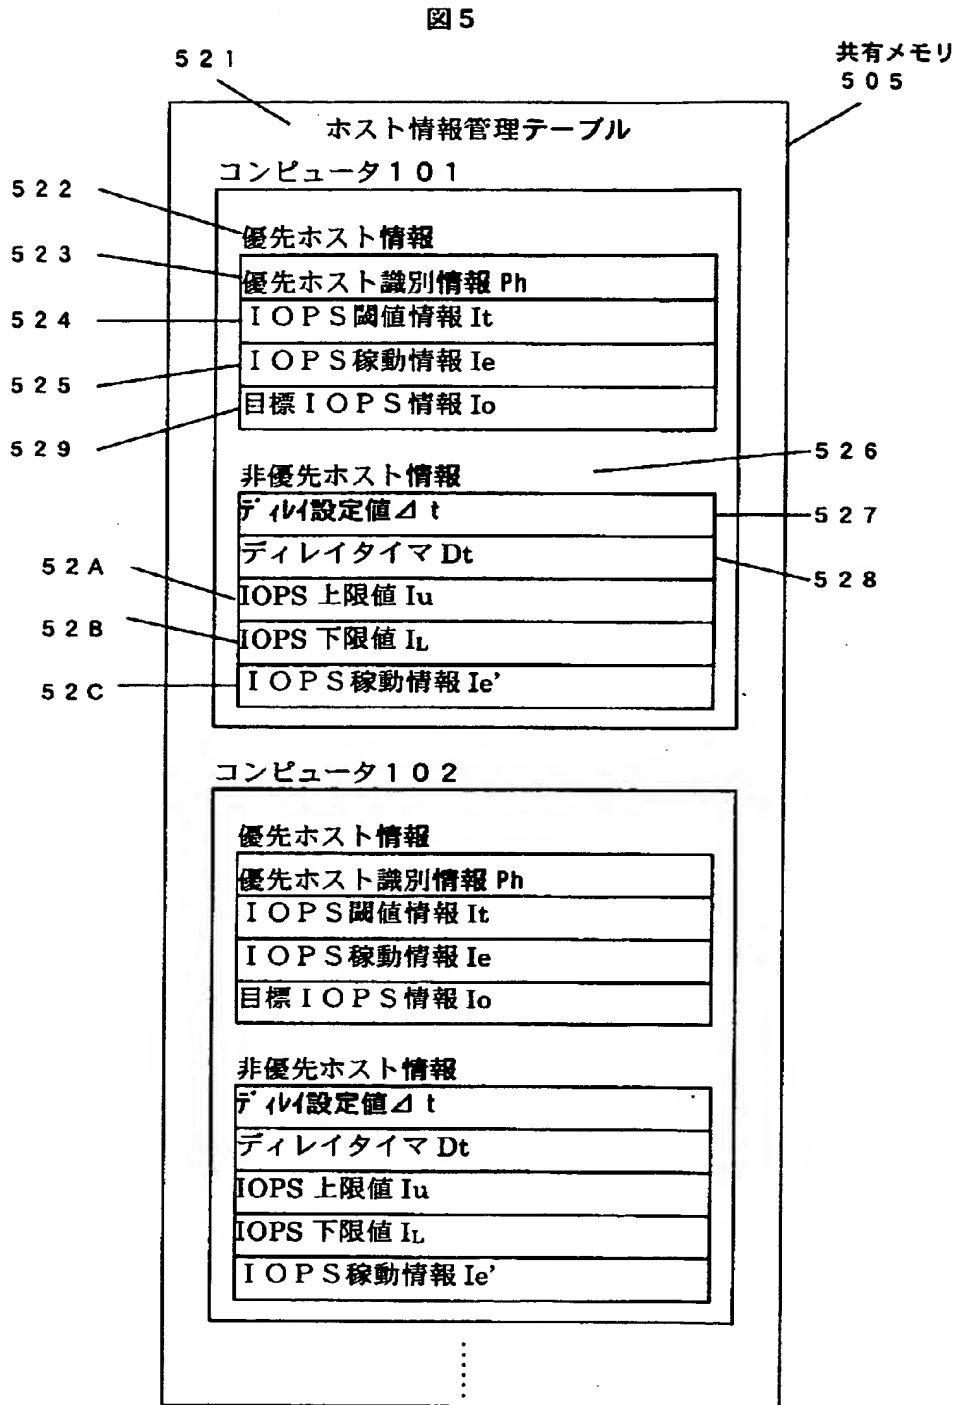 図5
521
共有メモリ
505
ホスト情報管理テーブル
コンピュータ101
522
優先ホスト情報
523
優先ホスト識別情報 Ph
524
IOPS閾値情報 It
525
IOPS稼動情報 Ie
529
目標IOPS情報 Io
526
非優先ホスト情報
527
ディレイ設定値⊿t
528
ディレイタイマ Dt
52A
IOPS 上限値 Iu
52B
IOPS 下限値 IL
52C
IOPS稼動情報 Ie'
コンピュータ102
優先ホスト情報
優先ホスト識別情報 Ph
IOPS閾値情報 It
IOPS稼動情報 Ie
目標IOPS情報 Io
非優先ホスト情報
ディレイ設定値⊿t
ディレイタイマ Dt
IOPS 上限値 Iu
IOPS 下限値 IL
IOPS稼動情報 Ie'